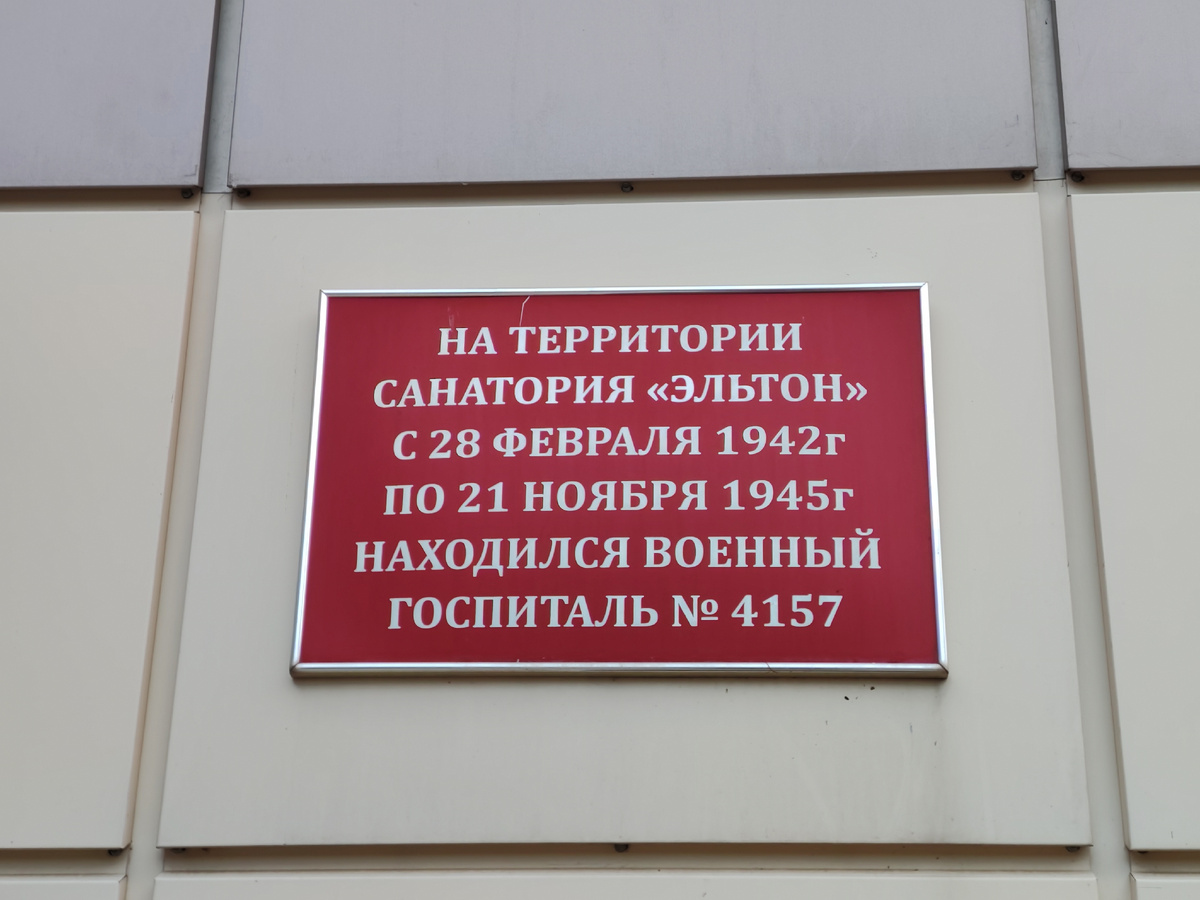 НА ТЕРРИТОРИИ
САНАТОРИЯ «ЭЛЬТОН»
С 28 ФЕВРАЛЯ 1942г
ПО 21 НОЯБРЯ 1945г
НАХОДИЛСЯ ВОЕННЫЙ
ГОСПИТАЛЬ № 4157